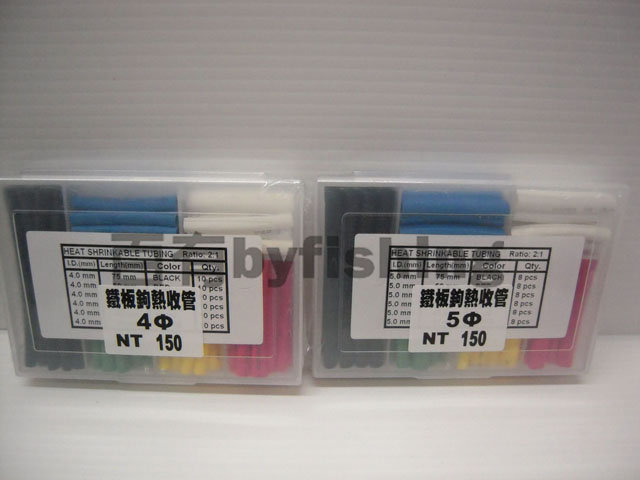 HEAT SHRINKABLE TUBING Ratio: 2:1
I.D.(mm) Length(mm) Color Qty.
4.0 mm 75 mm BLACK 10 pcs
4.0 mm
4.0 mm
4.0 mm
4.0 mm
4.0 mm
鐵板鉤熱收管
4Φ
NT 150
HEAT SHRINKABLE TUBING Ratio: 2:1
I.D.(mm) Length(mm) Color Qty.
5.0 mm 75 mm BLACK 8 pcs
5.0 mm 8 pcs
5.0 mm 8 pcs
5.0 mm 8 pcs
5.0 mm 8 pcs
5.0 mm 8 pcs
鐵板鉤熱收管
5Φ
NT 150